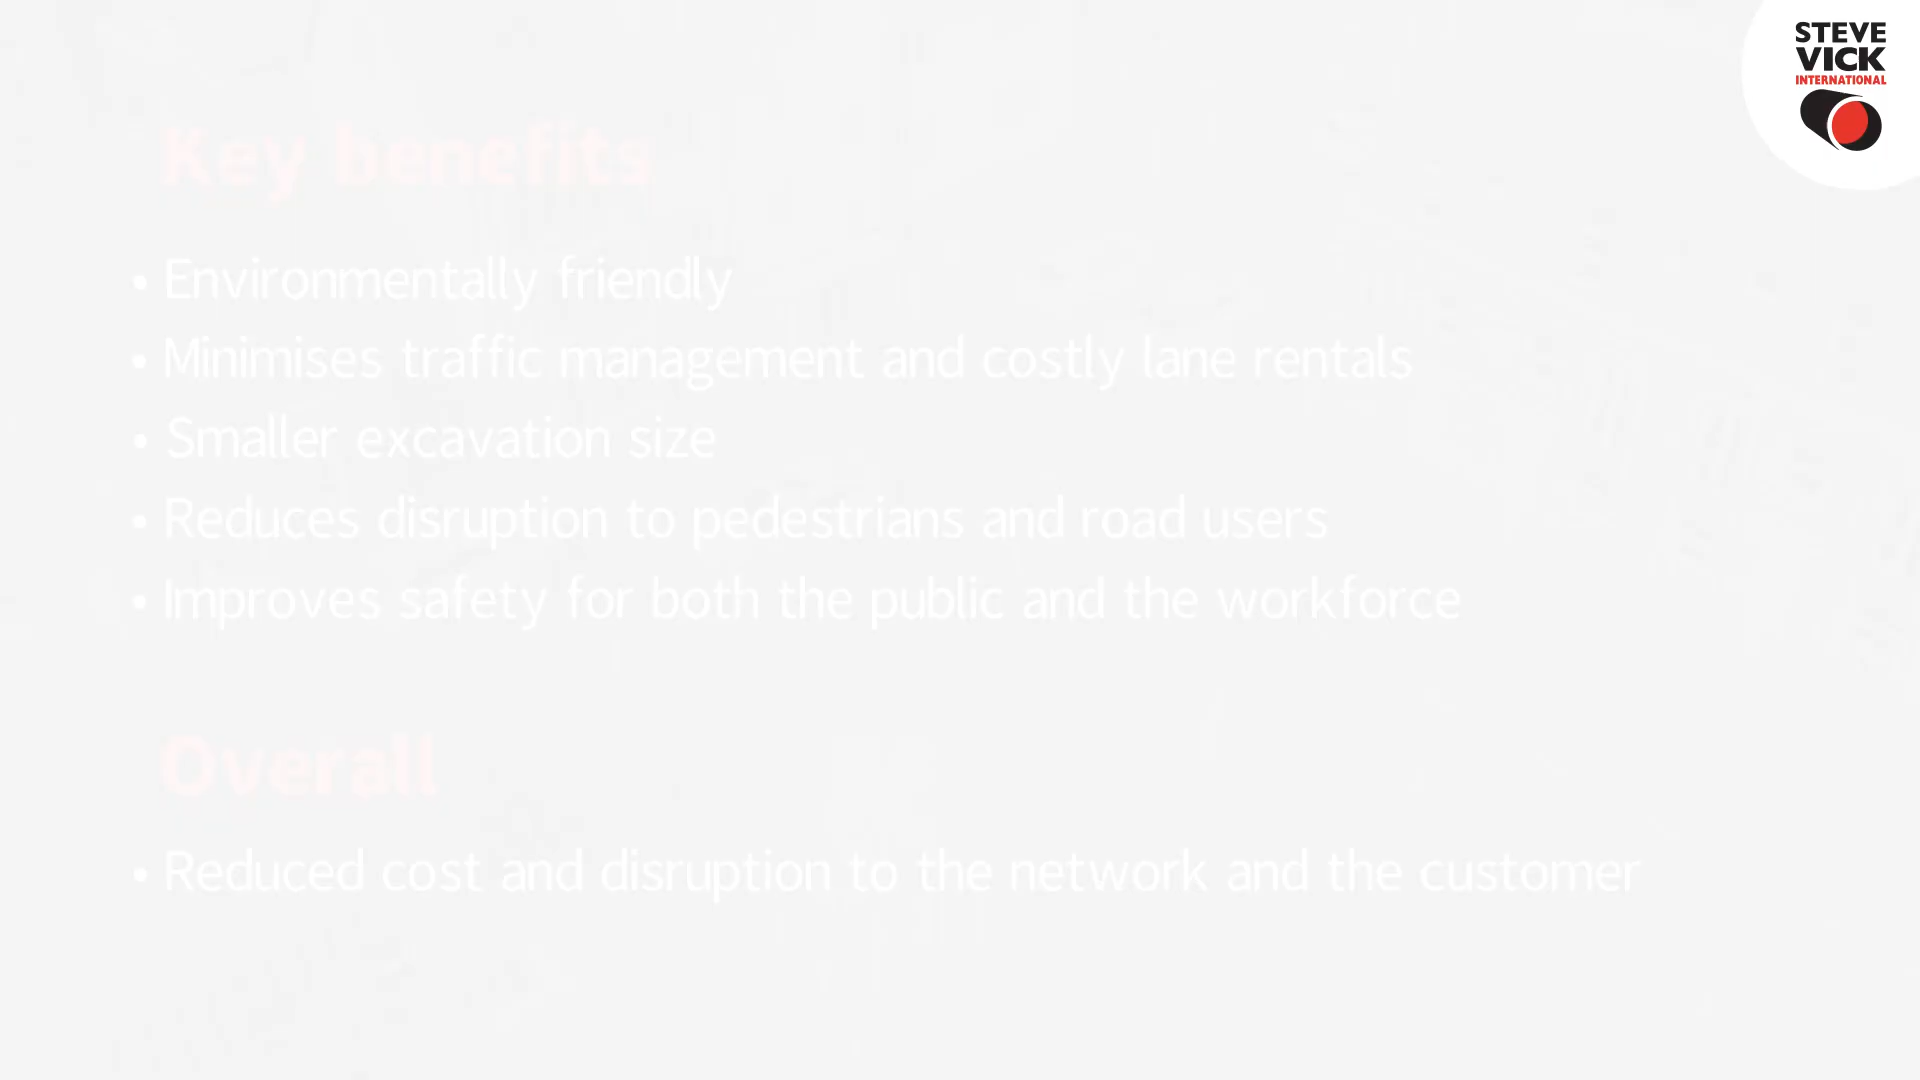 STEVE
VICK
INTERNATIONAL
Key benefits
• Environmentally friendly
• Minimises traffic management and costly lane rentals
• Smaller excavation size
• Reduces disruption to pedestrians and road users
• Improves safety for both the public and the workforce
Overall
• Reduced cost and disruption to the network and the customer